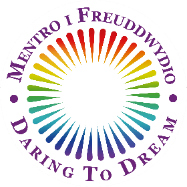 MENTRO I FREUDDWYDIO
DARING TO DREAM